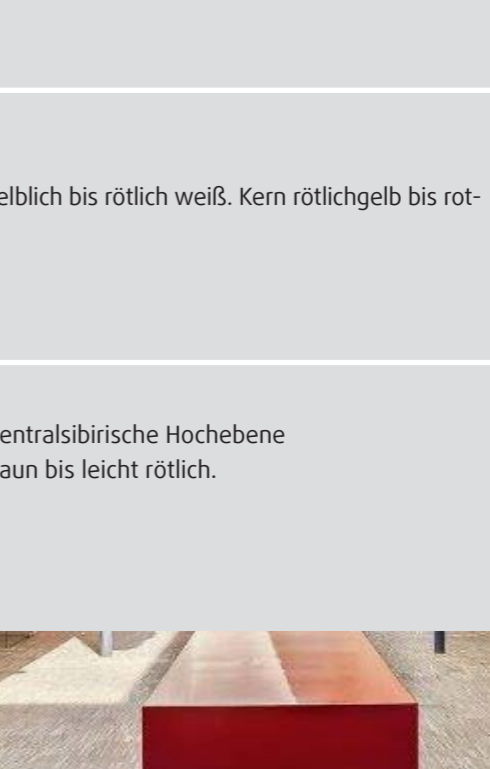 elblich bis rötlich weiß. Kern rötlichgelb bis rot-
entralsibirische Hochebene
aun bis leicht rötlich.